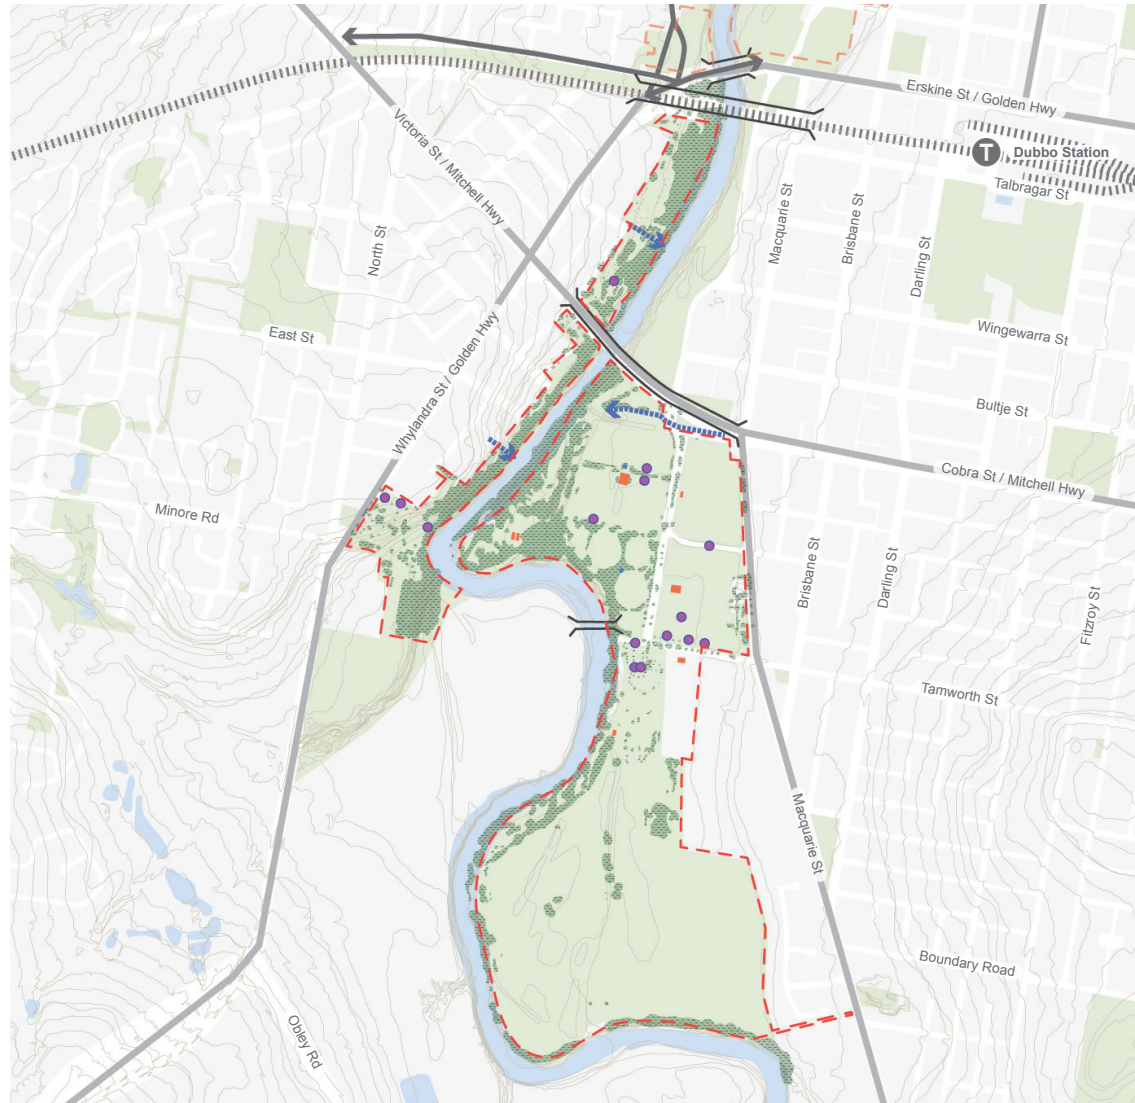 Erskine St / Golden Hwy
Victoria St / Mitchell Hwy
T
Dubbo Station
Talbragar St
North St
Macquarie St
Brisbane St
Darling St
East St
Wingewarra St
Whylandra St / Golden Hwy
Bultje St
Cobra St / Mitchell Hwy
Minore Rd
Brisbane St
Darling St
Fitzroy St
Tamworth St
Macquarie St
Boundary Road
Obley Rd